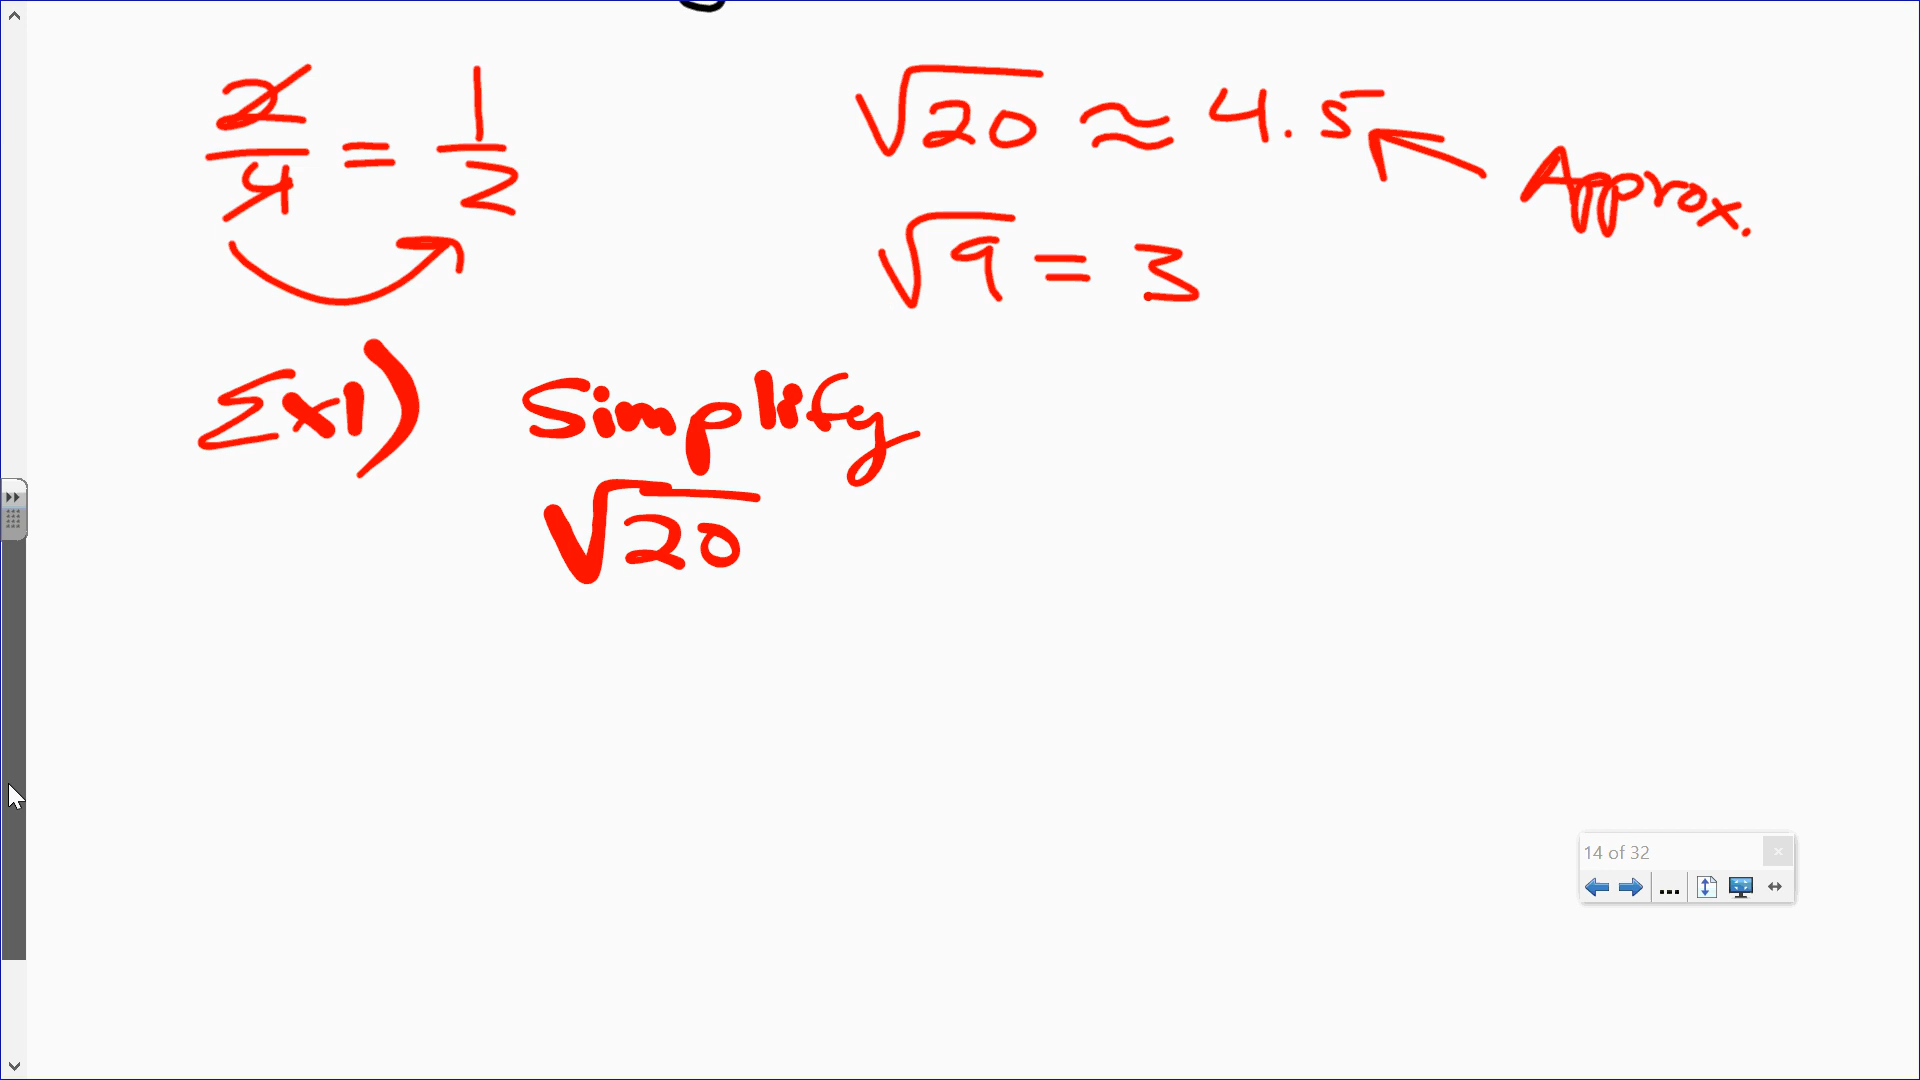 2/4 = 1/2
√20 ≈ 4.5
Approx.
√9 = 3
Ex1) Simplify
√20
14 of 32